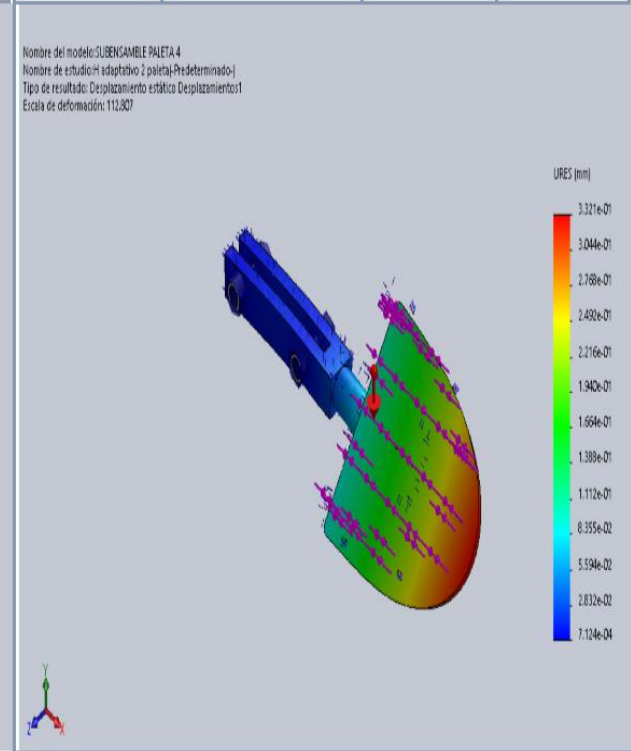 Nombre del modelo:SUBENSAMBLE PALETA 4
Nombre de estudio:H adaptativo 2 paleta(-Predeterminado-)
Tipo de resultado: Desplazamiento estático Desplazamientos1
Escala de deformación: 112.807
URES (mm)
3.321e-01
3.044e-01
2.768e-01
2.492e-01
2.216e-01
1.940e-01
1.664e-01
1.388e-01
1.112e-01
8.355e-02
5.594e-02
2.832e-02
7.124e-04
Y
Z
X